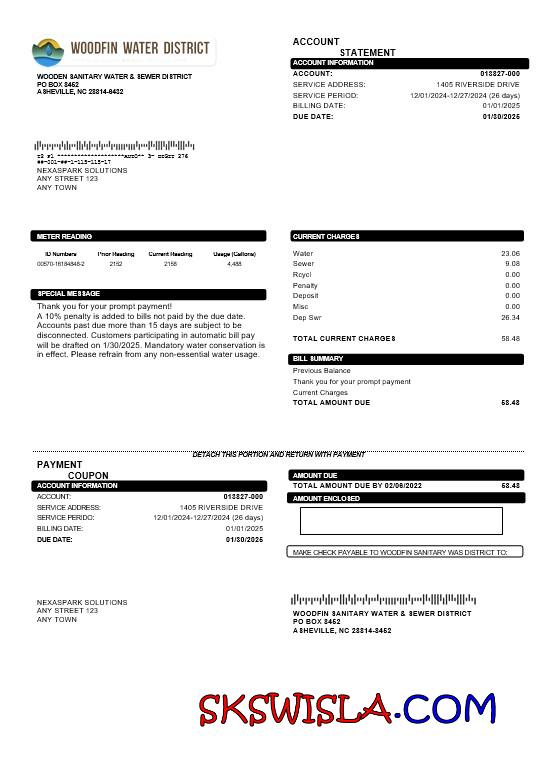 WOODFIN WATER DISTRICT
WOODEN SANITARY WATER & SEWER DISTRICT
PO BOX 8452
ASHEVILLE, NC 28814-8432
ACCOUNT
STATEMENT
ACCOUNT INFORMATION
ACCOUNT: 013827-000
SERVICE ADDRESS: 1405 RIVERSIDE DRIVE
SERVICE PERIOD: 12/01/2024-12/27/2024 (26 days)
BILLING DATE: 01/01/2025
DUE DATE: 01/30/2025
NEXASPARK SOLUTIONS
ANY STREET 123
ANY TOWN
METER READING
ID Numbers Prior Reading Current Reading Usage (Gallons)
00570-18184848-2 2152 2158 4,488
SPECIAL MESSAGE
Thank you for your prompt payment!
A 10% penalty is added to bills not paid by the due date.
Accounts past due more than 15 days are subject to be
disconnected. Customers participating in automatic bill pay
will be drafted on 1/30/2025. Mandatory water conservation is
in effect. Please refrain from any non-essential water usage.
CURRENT CHARGES
Water 23.06
Sewer 9.08
Rcycl 0.00
Penalty 0.00
Deposit 0.00
Misc 0.00
Dep Swr 26.34
TOTAL CURRENT CHARGES 58.48
BILL SUMMARY
Previous Balance
Thank you for your prompt payment
Current Charges
TOTAL AMOUNT DUE 58.48
DETACH THIS PORTION AND RETURN WITH PAYMENT
PAYMENT
COUPON
ACCOUNT INFORMATION
ACCOUNT: 013827-000
SERVICE ADDRESS: 1405 RIVERSIDE DRIVE
SERVICE PERIDO: 12/01/2024-12/27/2024 (26 days)
BILLING DATE: 01/01/2025
DUE DATE: 01/30/2025
AMOUNT DUE
TOTAL AMOUNT DUE BY 02/06/2022 58.48
AMOUNT ENCLOSED
MAKE CHECK PAYABLE TO WOODFIN SANITARY WAS DISTRICT TO:
NEXASPARK SOLUTIONS
ANY STREET 123
ANY TOWN
WOODFIN SANITARY WATER & SEWER DISTRICT
PO BOX 8452
ASHEVILLE, NC 28814-8452
SKSWISLA.COM